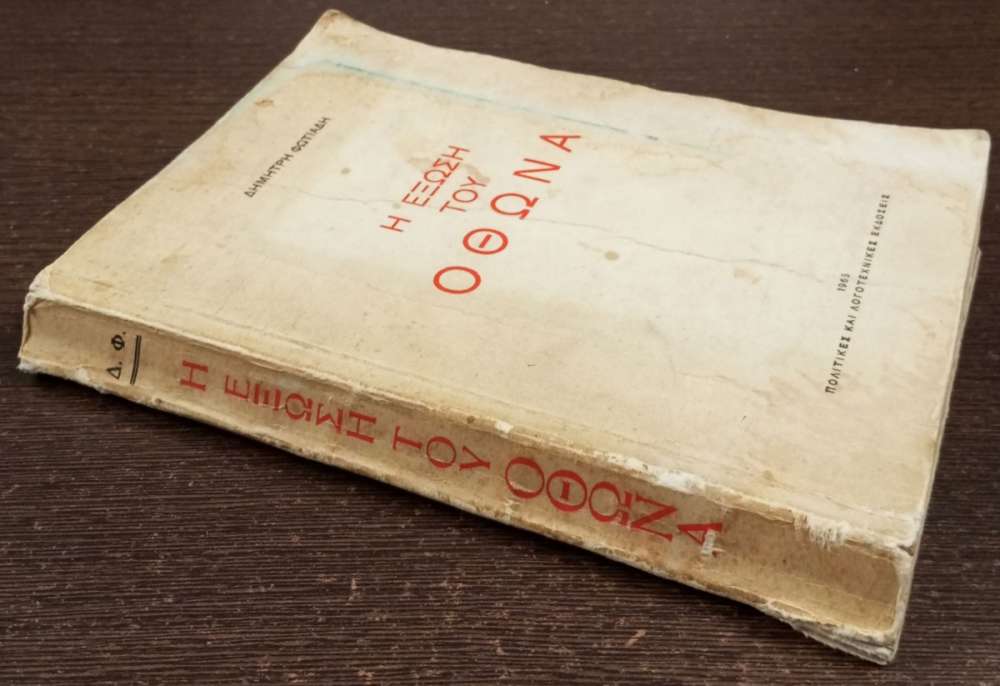 ΔΗΜΗΤΡΗ ΦΩΤΙΑΔΗ
Η ΕΞΩΣΗ
ΤΟΥ
ΟΘΩΝΑ
1965
ΠΟΛΙΤΙΚΕΣ ΚΑΙ ΛΟΓΟΤΕΧΝΙΚΕΣ ΕΚΔΟΣΕΙΣ
Δ. Φ.
Η ΕΞΩΣΗ ΤΟΥ ΟΘΩΝΑ